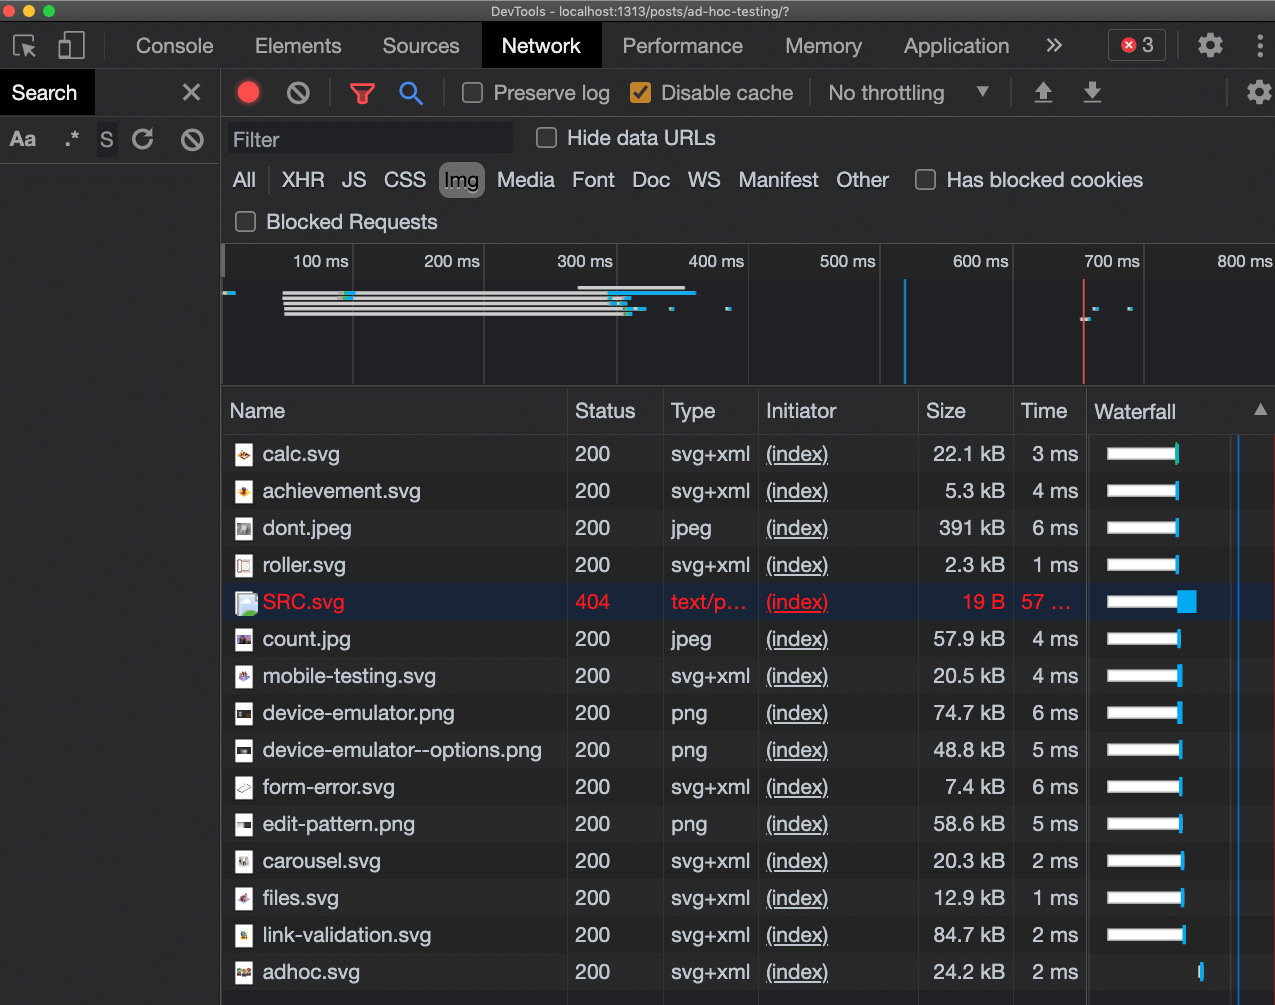 DevTools - localhost:1313/posts/ad-hoc-testing/?
Console Elements Sources Network Performance Memory Application » 3
Search Preserve log Disable cache No throttling
Aa .* S Filter Hide data URLs
All XHR JS CSS Img Media Font Doc WS Manifest Other Has blocked cookies
Blocked Requests
100 ms 200 ms 300 ms 400 ms 500 ms 600 ms 700 ms 800 ms
Name Status Type Initiator Size Time Waterfall
calc.svg 200 svg+xml (index) 22.1 kB 3 ms
achievement.svg 200 svg+xml (index) 5.3 kB 4 ms
dont.jpeg 200 jpeg (index) 391 kB 6 ms
roller.svg 200 svg+xml (index) 2.3 kB 1 ms
SRC.svg 404 text/p... (index) 19 B 57 ...
count.jpg 200 jpeg (index) 57.9 kB 4 ms
mobile-testing.svg 200 svg+xml (index) 20.5 kB 4 ms
device-emulator.png 200 png (index) 74.7 kB 6 ms
device-emulator--options.png 200 png (index) 48.8 kB 5 ms
form-error.svg 200 svg+xml (index) 7.4 kB 6 ms
edit-pattern.png 200 png (index) 58.6 kB 5 ms
carousel.svg 200 svg+xml (index) 20.3 kB 2 ms
files.svg 200 svg+xml (index) 12.9 kB 1 ms
link-validation.svg 200 svg+xml (index) 84.7 kB 2 ms
adhoc.svg 200 svg+xml (index) 24.2 kB 2 ms